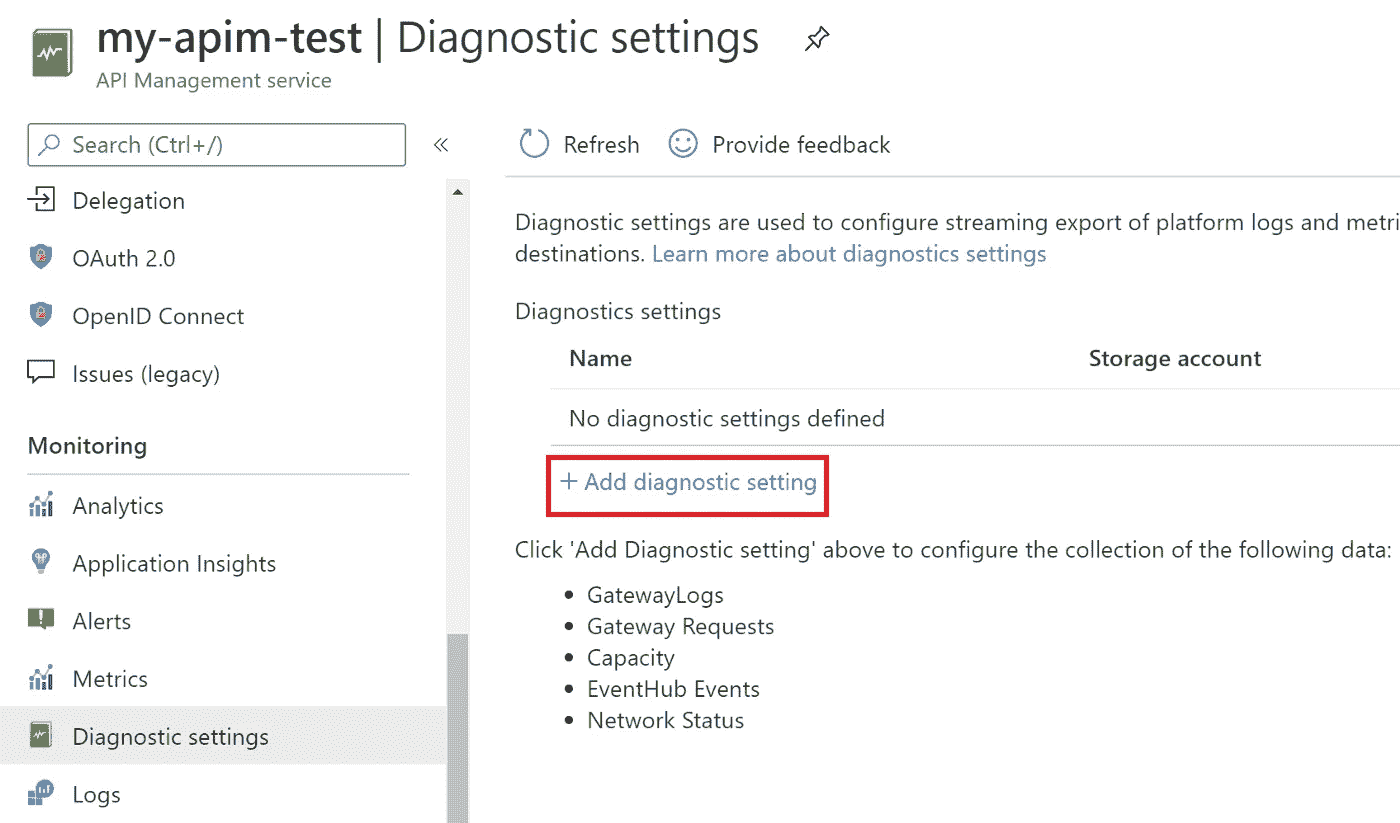 my-apim-test | Diagnostic settings
API Management service
Search (Ctrl+/)
«
Delegation
OAuth 2.0
OpenID Connect
Issues (legacy)
Monitoring
Analytics
Application Insights
Alerts
Metrics
Diagnostic settings
Logs
Refresh
Provide feedback
Diagnostic settings are used to configure streaming export of platform logs and metri
destinations. Learn more about diagnostics settings
Diagnostics settings
Name Storage account
No diagnostic settings defined
+ Add diagnostic setting
Click 'Add Diagnostic setting' above to configure the collection of the following data:
• GatewayLogs
• Gateway Requests
• Capacity
• EventHub Events
• Network Status